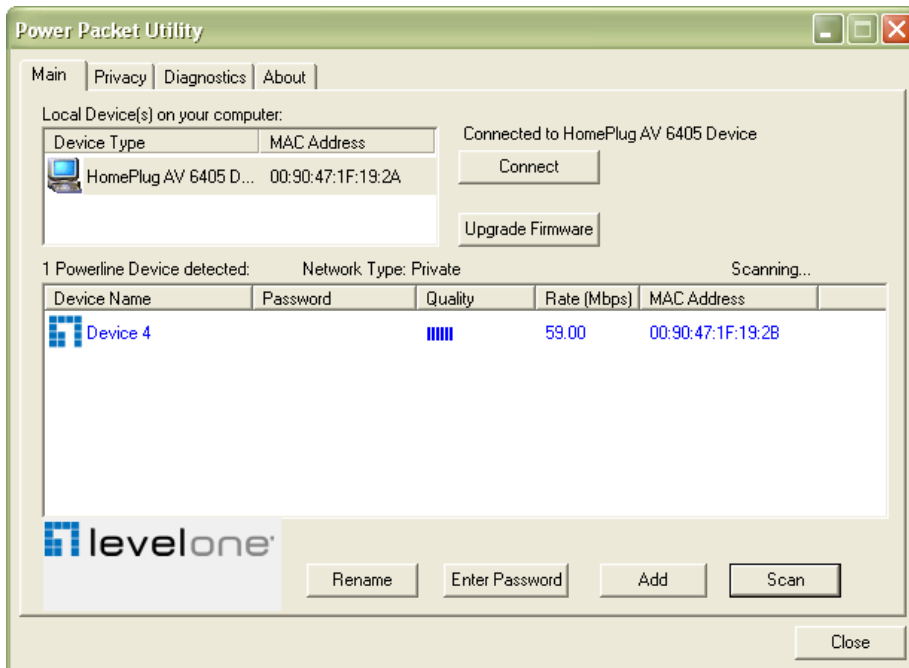 Power Packet Utility
Main Privacy Diagnostics About
Local Device(s) on your computer:
Device Type MAC Address
HomePlug AV 6405 D... 00:90:47:1F:19:2A
Connected to HomePlug AV 6405 Device
Connect
Upgrade Firmware
1 Powerline Device detected: Network Type: Private Scanning...
Device Name Password Quality Rate (Mbps) MAC Address
Device 4 59.00 00:90:47:1F:19:2B
levelone
Rename Enter Password Add Scan
Close